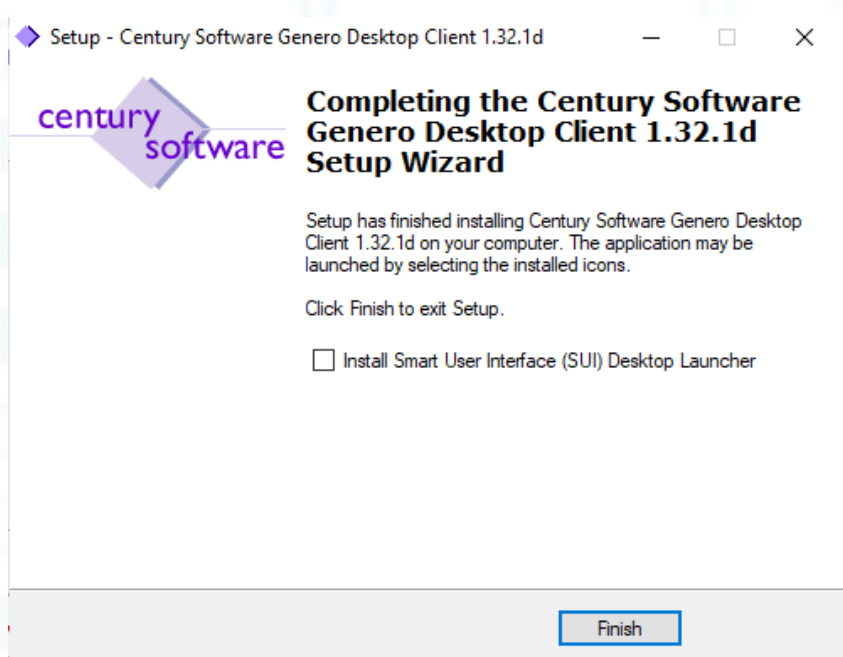 Setup - Century Software Genero Desktop Client 1.32.1d
century
software
Completing the Century Software
Genero Desktop Client 1.32.1d
Setup Wizard
Setup has finished installing Century Software Genero Desktop
Client 1.32.1d on your computer. The application may be
launched by selecting the installed icons.
Click Finish to exit Setup.
Install Smart User Interface (SUI) Desktop Launcher
Finish